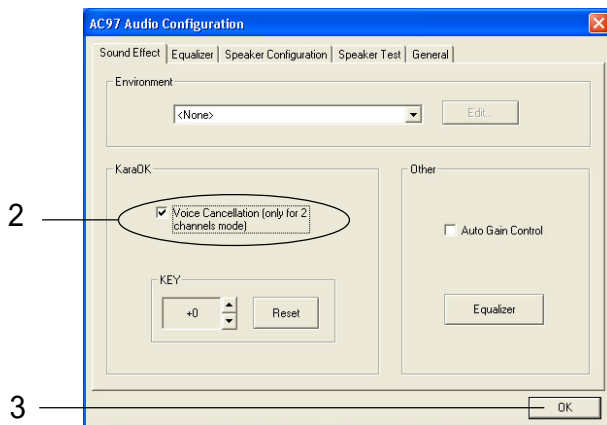 AC97 Audio Configuration
Sound Effect Equalizer Speaker Configuration Speaker Test General
Environment
<None>
Edit...
KaraOK
Other
2
Voice Cancellation (only for 2
channels mode)
Auto Gain Control
KEY
+0
Reset
Equalizer
3
OK